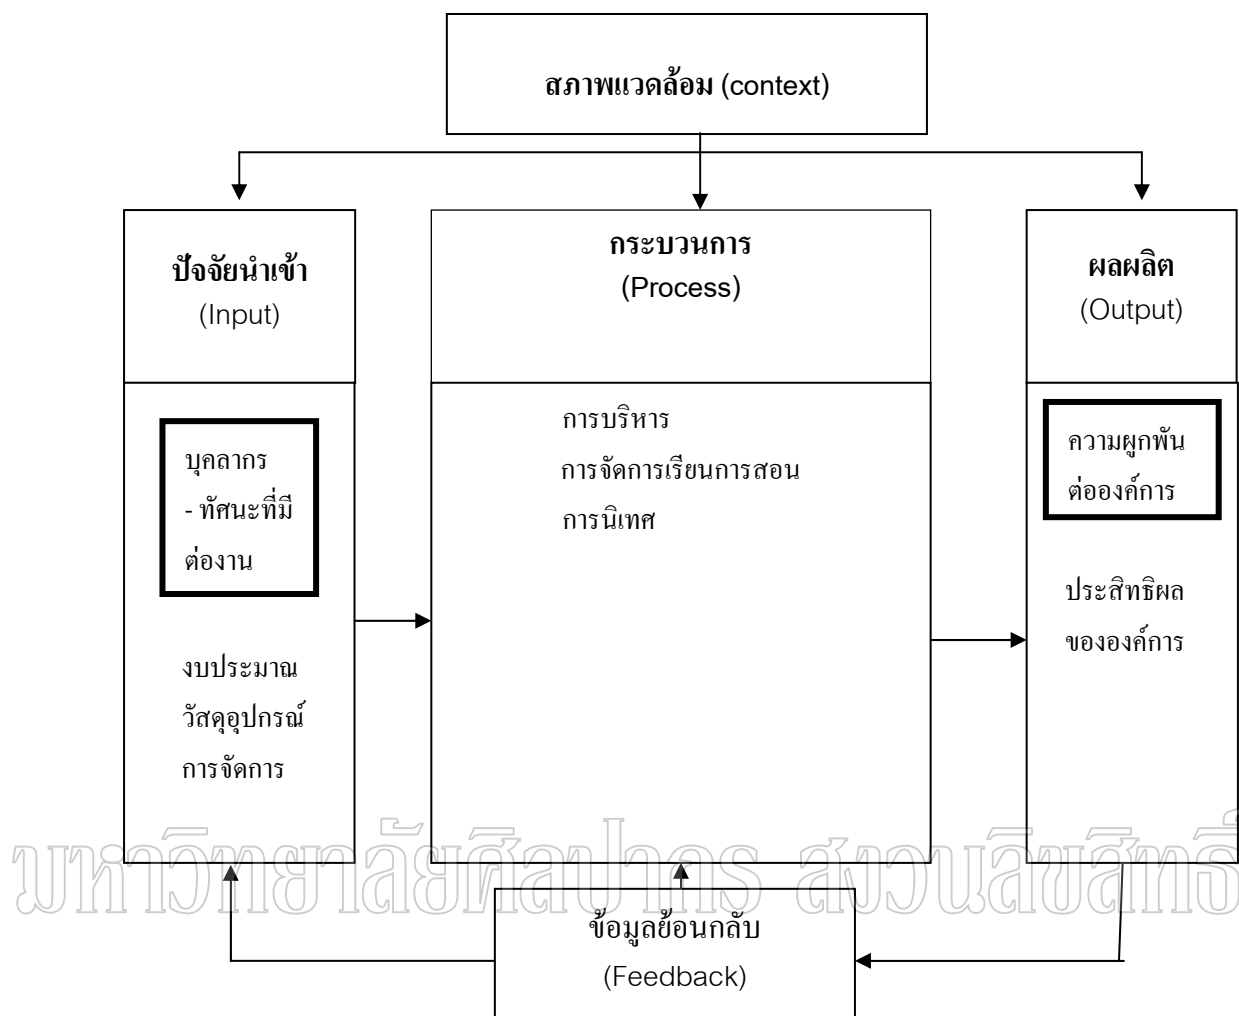 สภาพแวดล้อม (context)
ปัจจัยนำเข้า
(Input)
บุคลากร
- ทัศนะที่มี
ต่องาน
งบประมาณ
วัสดุอุปกรณ์
การจัดการ
กระบวนการ
(Process)
การบริหาร
การจัดการเรียนการสอน
การนิเทศ
ผลผลิต
(Output)
ความผูกพัน
ต่อองค์การ
ประสิทธิผล
ขององค์การ
มหาวิทยาลัยศิลปากร สงวนลิขสิทธิ์
ข้อมูลย้อนกลับ
(Feedback)